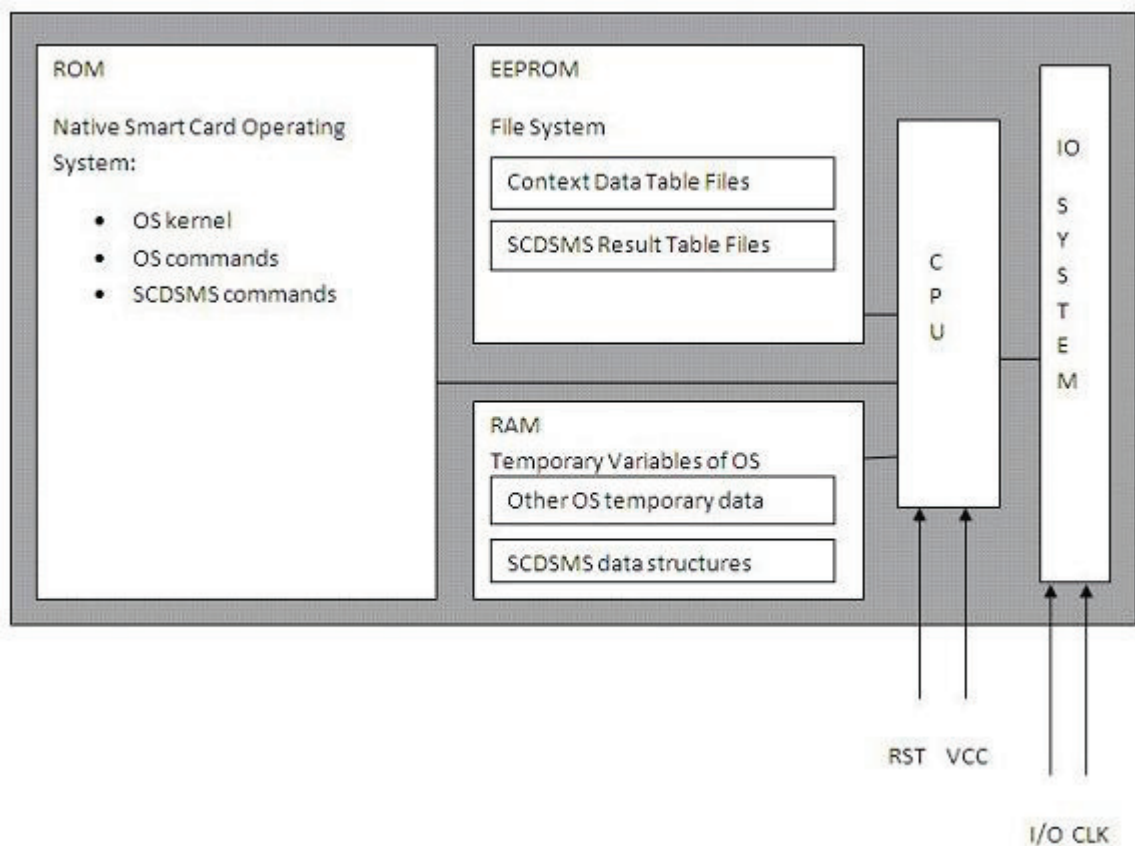 ROM
Native Smart Card Operating
System:
• OS kernel
• OS commands
• SCDSMS commands
EEPROM
File System
Context Data Table Files
SCDSMS Result Table Files
RAM
Temporary Variables of OS
Other OS temporary data
SCDSMS data structures
C
P
U
IO
S
Y
S
T
E
M
RST VCC
I/O CLK